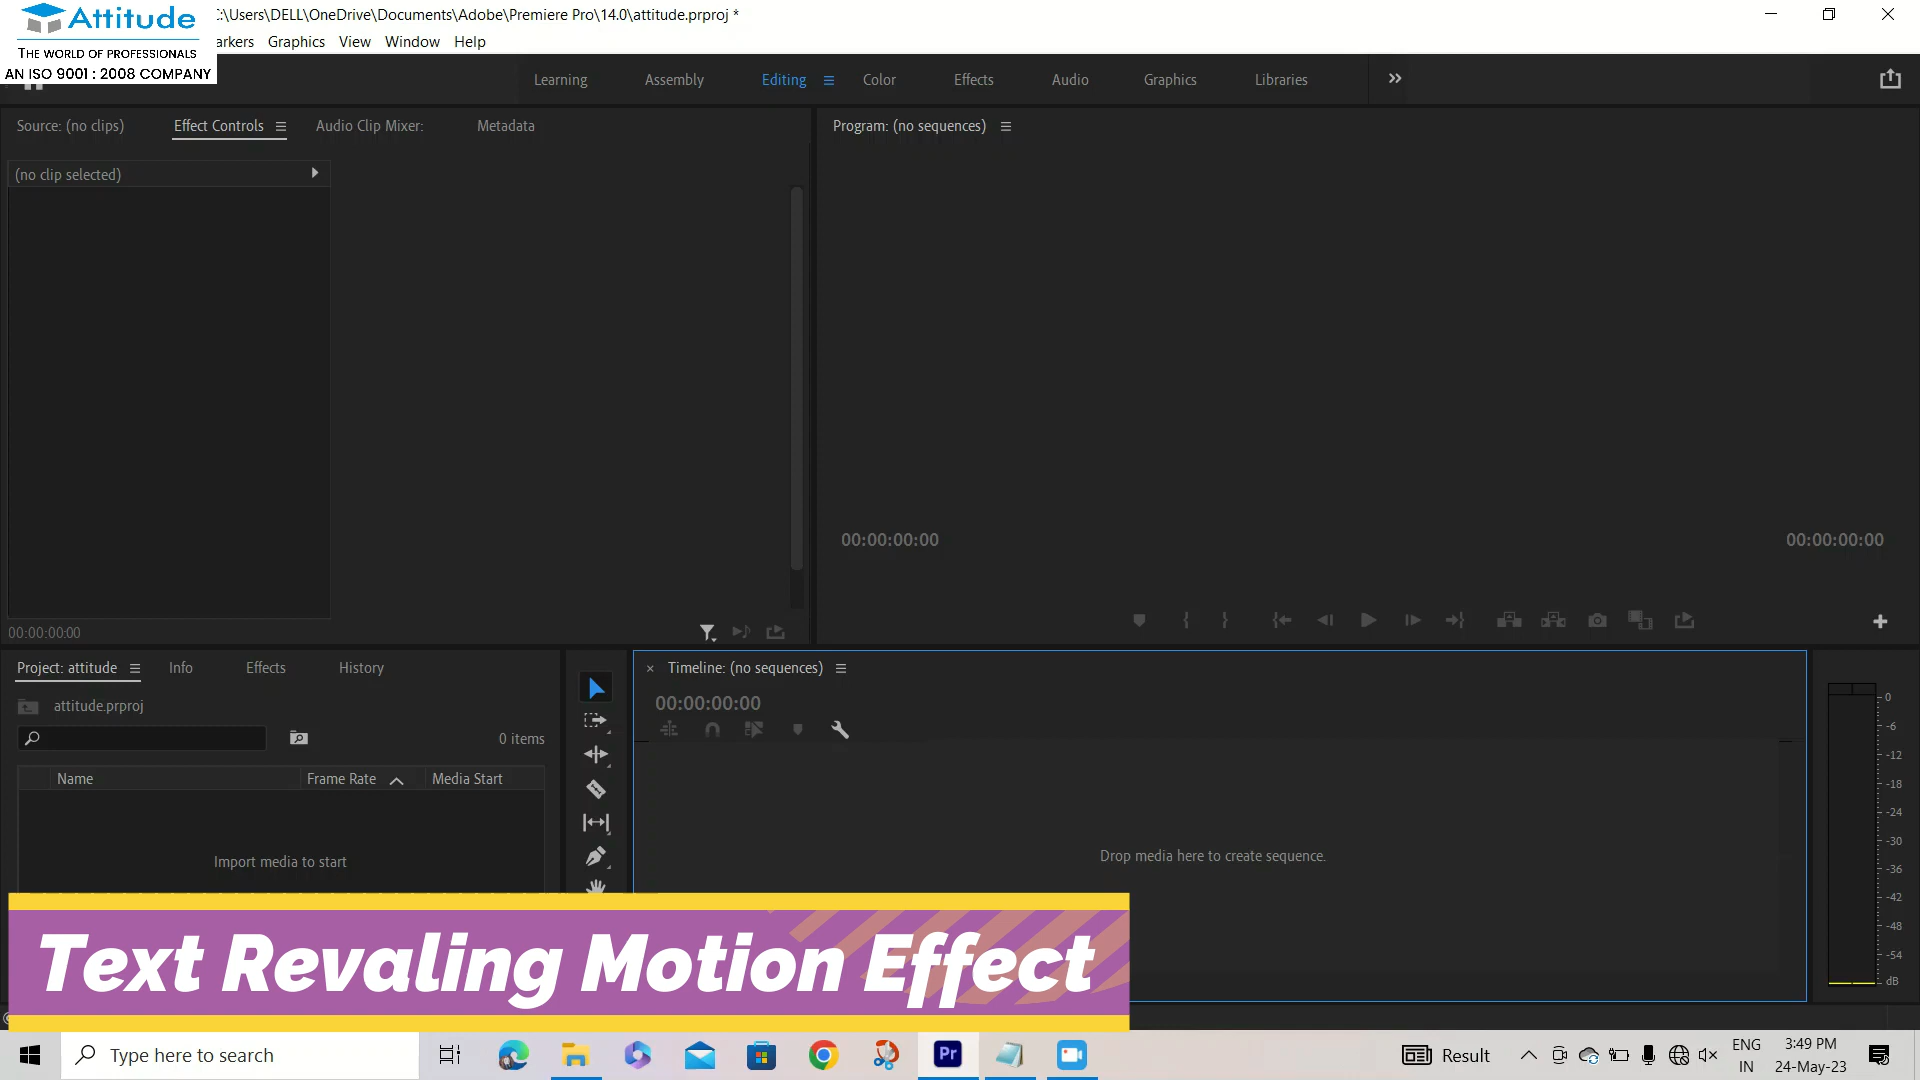 Attitude
THE WORLD OF PROFESSIONALS
AN ISO 9001 : 2008 COMPANY
:\Users\DELL\OneDrive\Documents\Adobe\Premiere Pro\14.0\attitude.prproj *
arkers Graphics View Window Help
Learning Assembly Editing Color Effects Audio Graphics Libraries
Source: (no clips) Effect Controls Audio Clip Mixer: Metadata
Program: (no sequences)
(no clip selected)
00:00:00:00 00:00:00:00
00:00:00:00
Project: attitude Info Effects History
Timeline: (no sequences)
attitude.prproj
00:00:00:00
0 items
Name Frame Rate Media Start
Import media to start
Drop media here to create sequence.
0
-6
-12
-18
-24
-30
-36
-42
-48
-54
dB
Text Revaling Motion Effect
Type here to search
Pr
Result
ENG
IN
3:49 PM
24-May-23